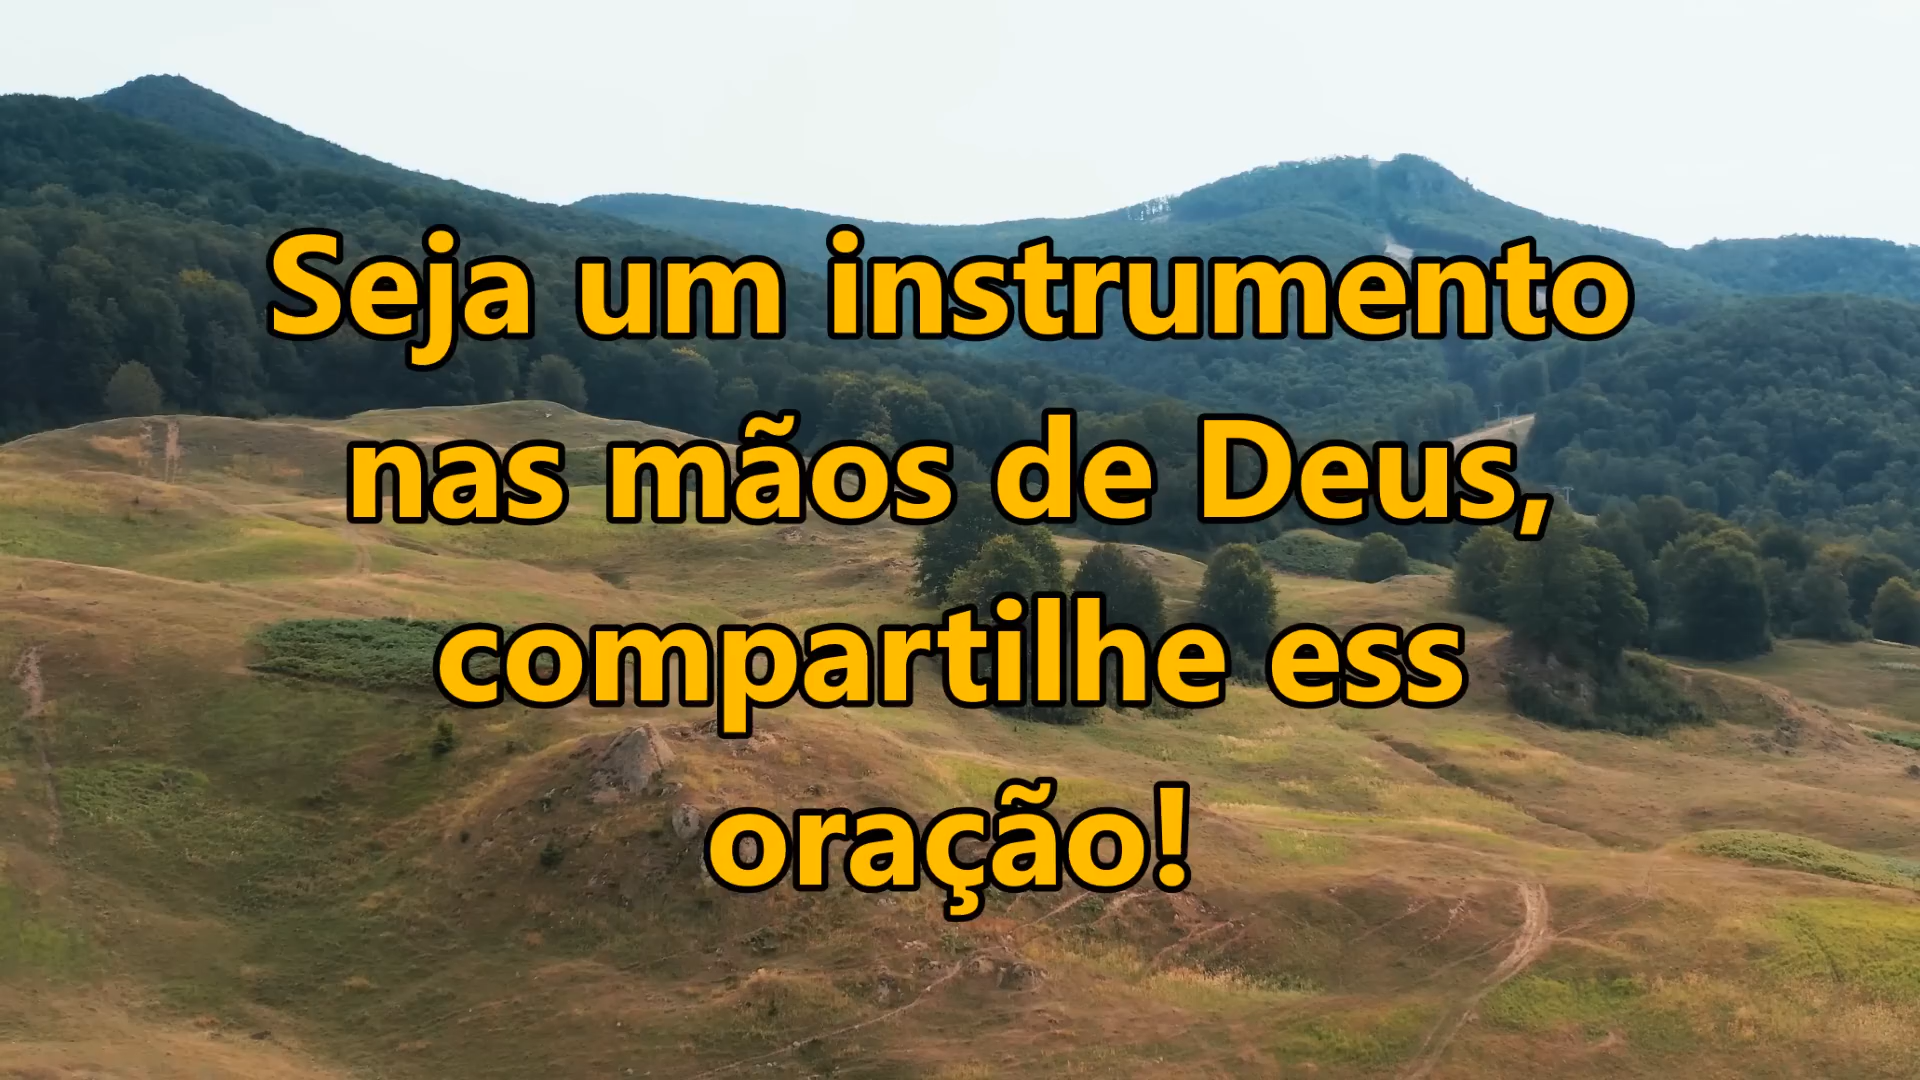 Seja um instrumento
nas mãos de Deus,
compartilhe ess
oração!